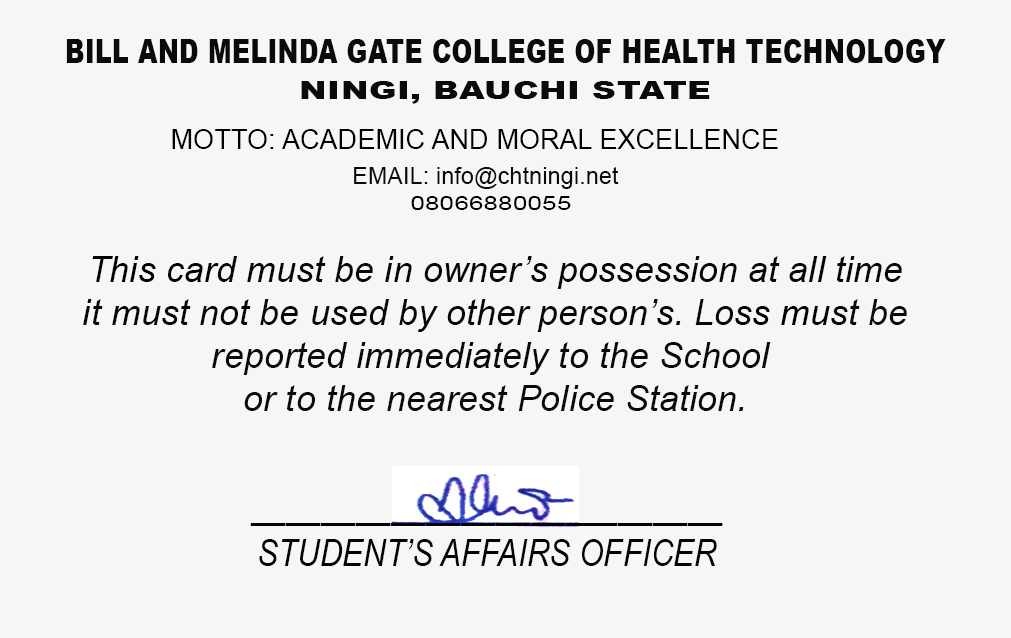 BILL AND MELINDA GATE COLLEGE OF HEALTH TECHNOLOGY
NINGI, BAUCHI STATE
MOTTO: ACADEMIC AND MORAL EXCELLENCE
EMAIL: info@chtningi.net
08066880055
This card must be in owner’s possession at all time
it must not be used by other person’s. Loss must be
reported immediately to the School
or to the nearest Police Station.
STUDENT’S AFFAIRS OFFICER